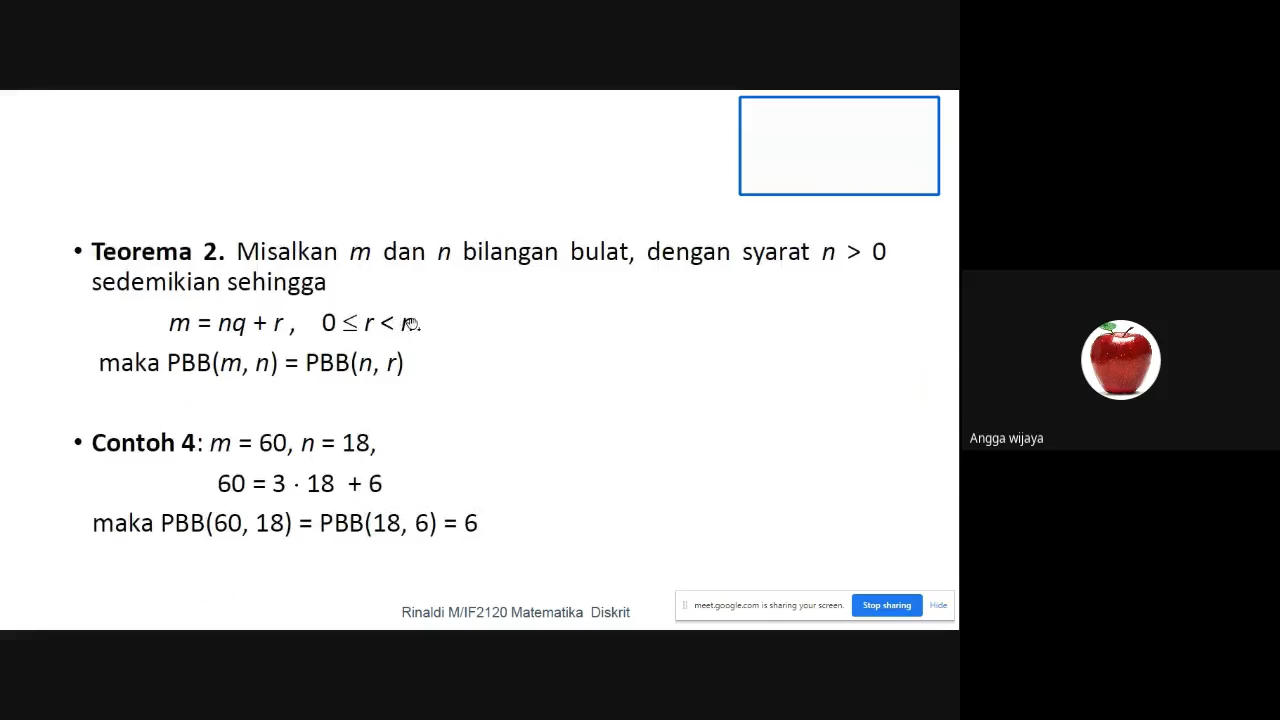 • Teorema 2. Misalkan m dan n bilangan bulat, dengan syarat n > 0
sedemikian sehingga
m = nq + r , 0 ≤ r <
maka PBB(m, n) = PBB(n, r)
• Contoh 4: m = 60, n = 18,
60 = 3 ⋅ 18 + 6
maka PBB(60, 18) = PBB(18, 6) = 6
Rinaldi M/IF2120 Matematika Diskrit
meet.google.com is sharing your screen. Stop sharing Hide
Angga wijaya